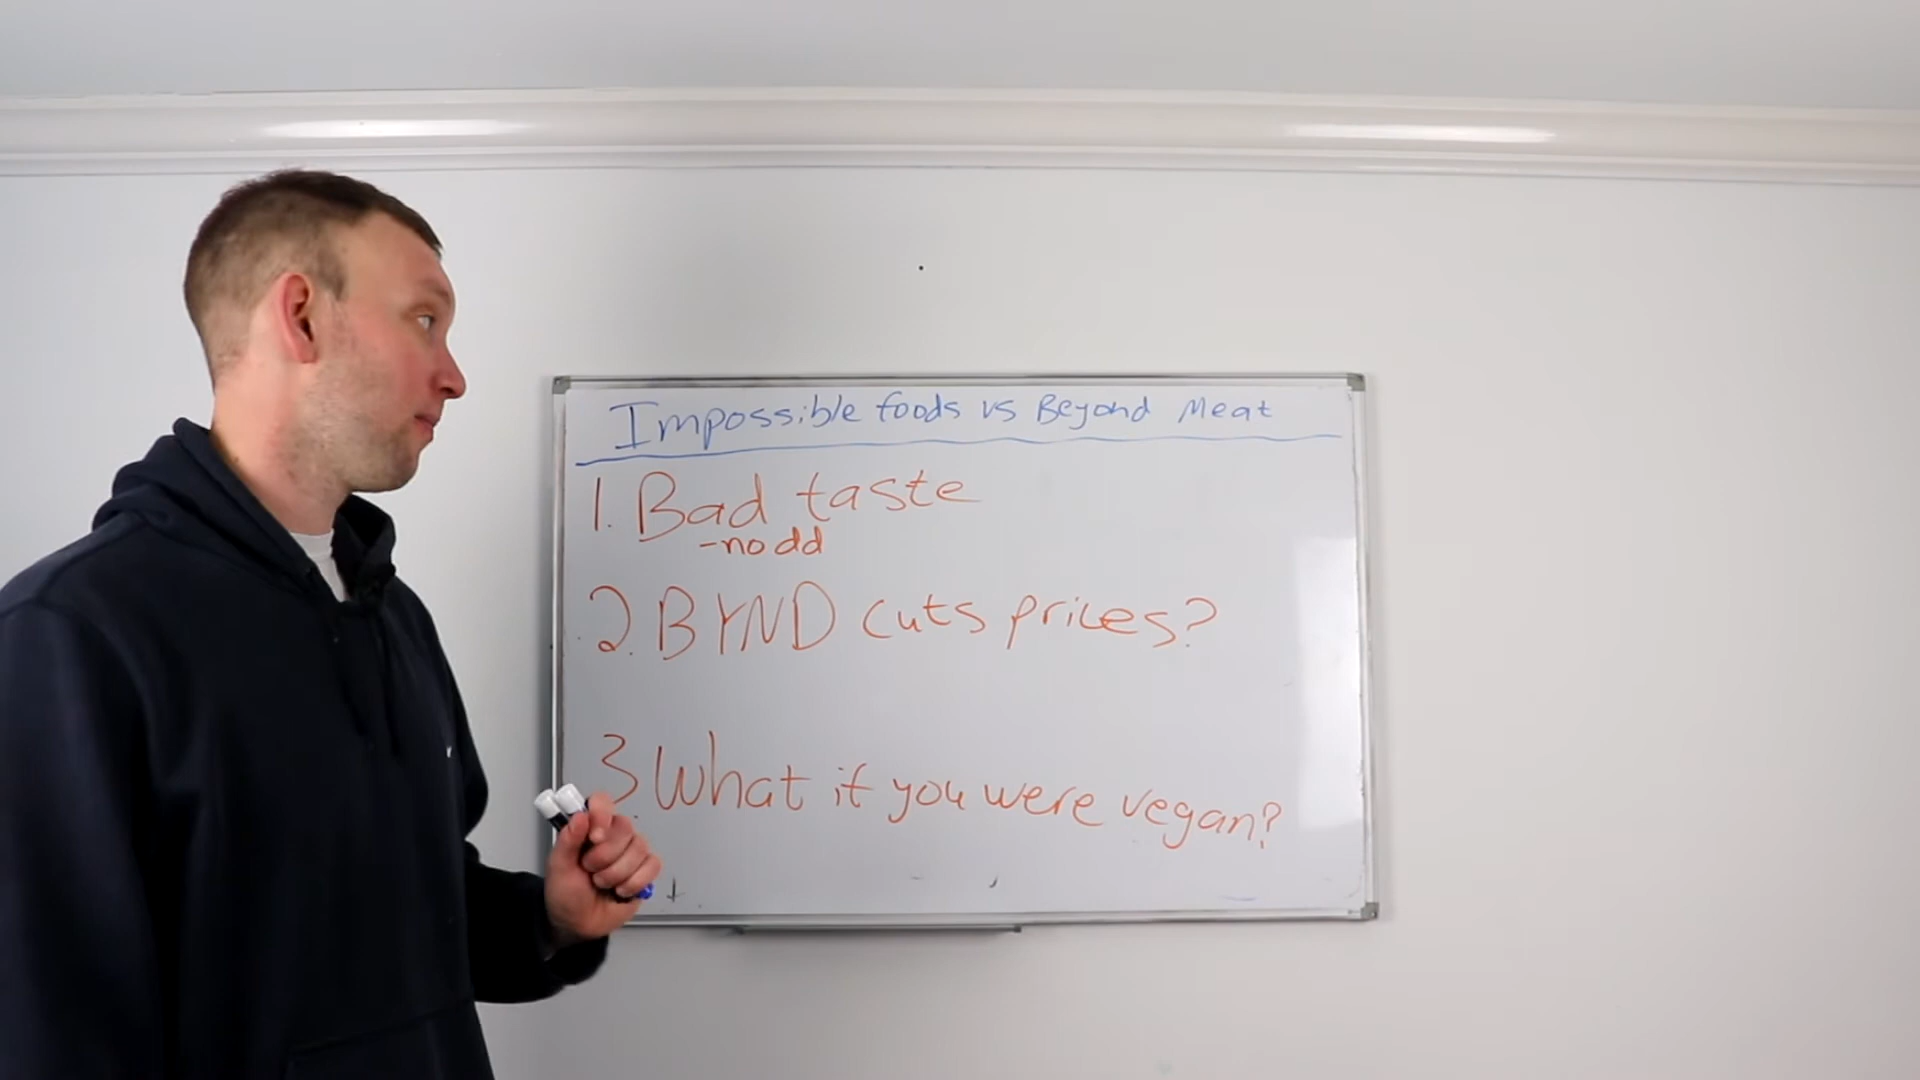 Impossible foods vs Beyond Meat
1. Bad taste
-no dd
2. BYND cuts prices?
3. What if you were vegan?